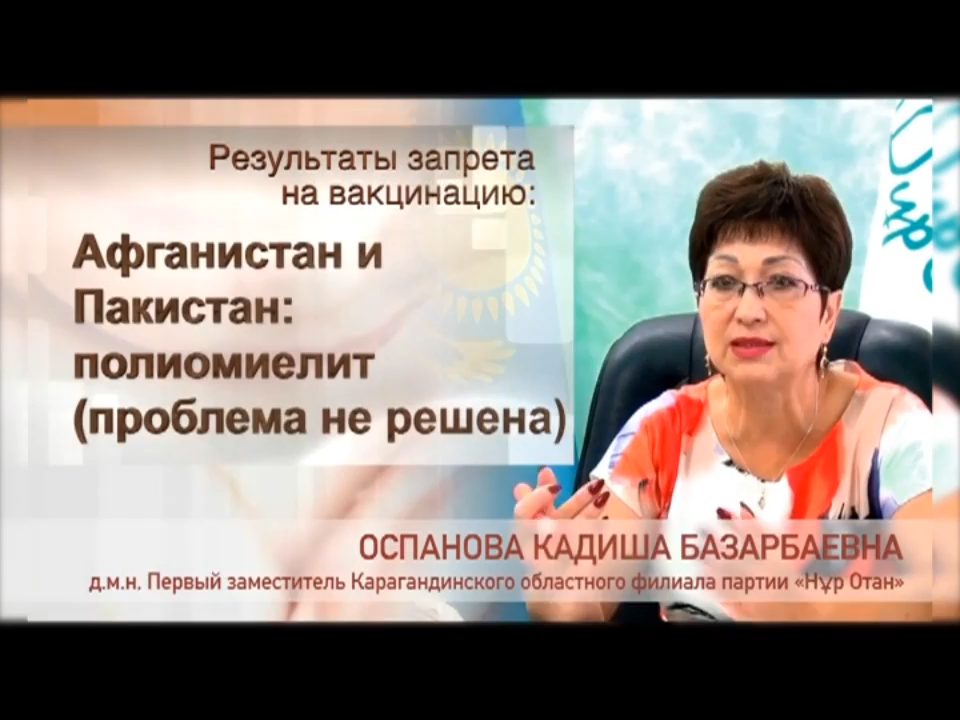 Результаты запрета
на вакцинацию:
Афганистан и
Пакистан:
полиомиелит
(проблема не решена)
ОСПАНОВА КАДИША БАЗАРБАЕВНА
д.м.н. Первый заместитель Карагандинского областного филиала партии «Нұр Отан»